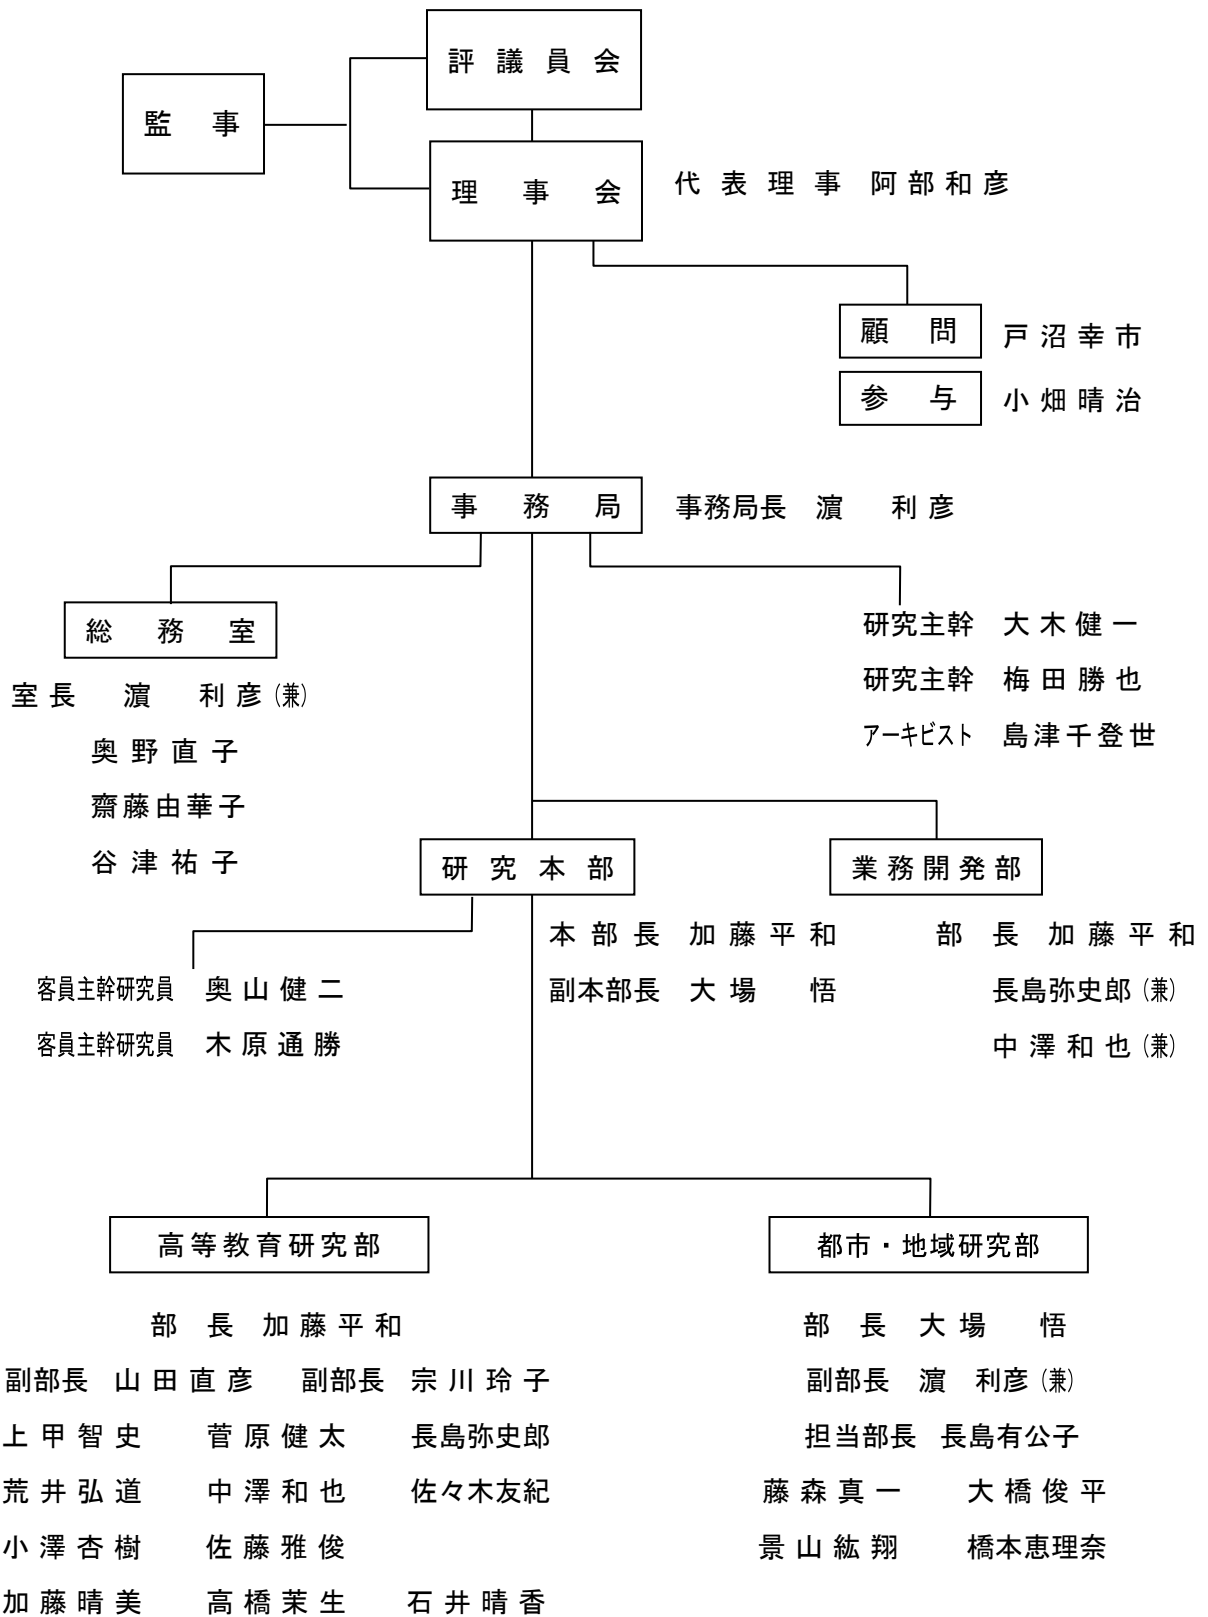 評議員会
監事
理事会 代表理事 阿部和彦
顧問 戸沼幸市
参与 小畑晴治
事務局 事務局長 濵 利彦
総務室
室長 濵 利彦(兼)
奥野直子
齋藤由華子
谷津祐子
研究主幹 大木健一
研究主幹 梅田勝也
アーキビスト 島津千登世
研究本部
本部長 加藤平和
副本部長 大場 悟
業務開発部
部長 加藤平和
長島弥史郎(兼)
中澤和也(兼)
客員主幹研究員 奥山健二
客員主幹研究員 木原通勝
高等教育研究部
部長 加藤平和
副部長 山田直彦 副部長 宗川玲子
上甲智史 菅原健太 長島弥史郎
荒井弘道 中澤和也 佐々木友紀
小澤杏樹 佐藤雅俊
加藤晴美 高橋茉生 石井晴香
都市・地域研究部
部長 大場 悟
副部長 濵 利彦(兼)
担当部長 長島有公子
藤森真一 大橋俊平
景山紘翔 橋本恵理奈